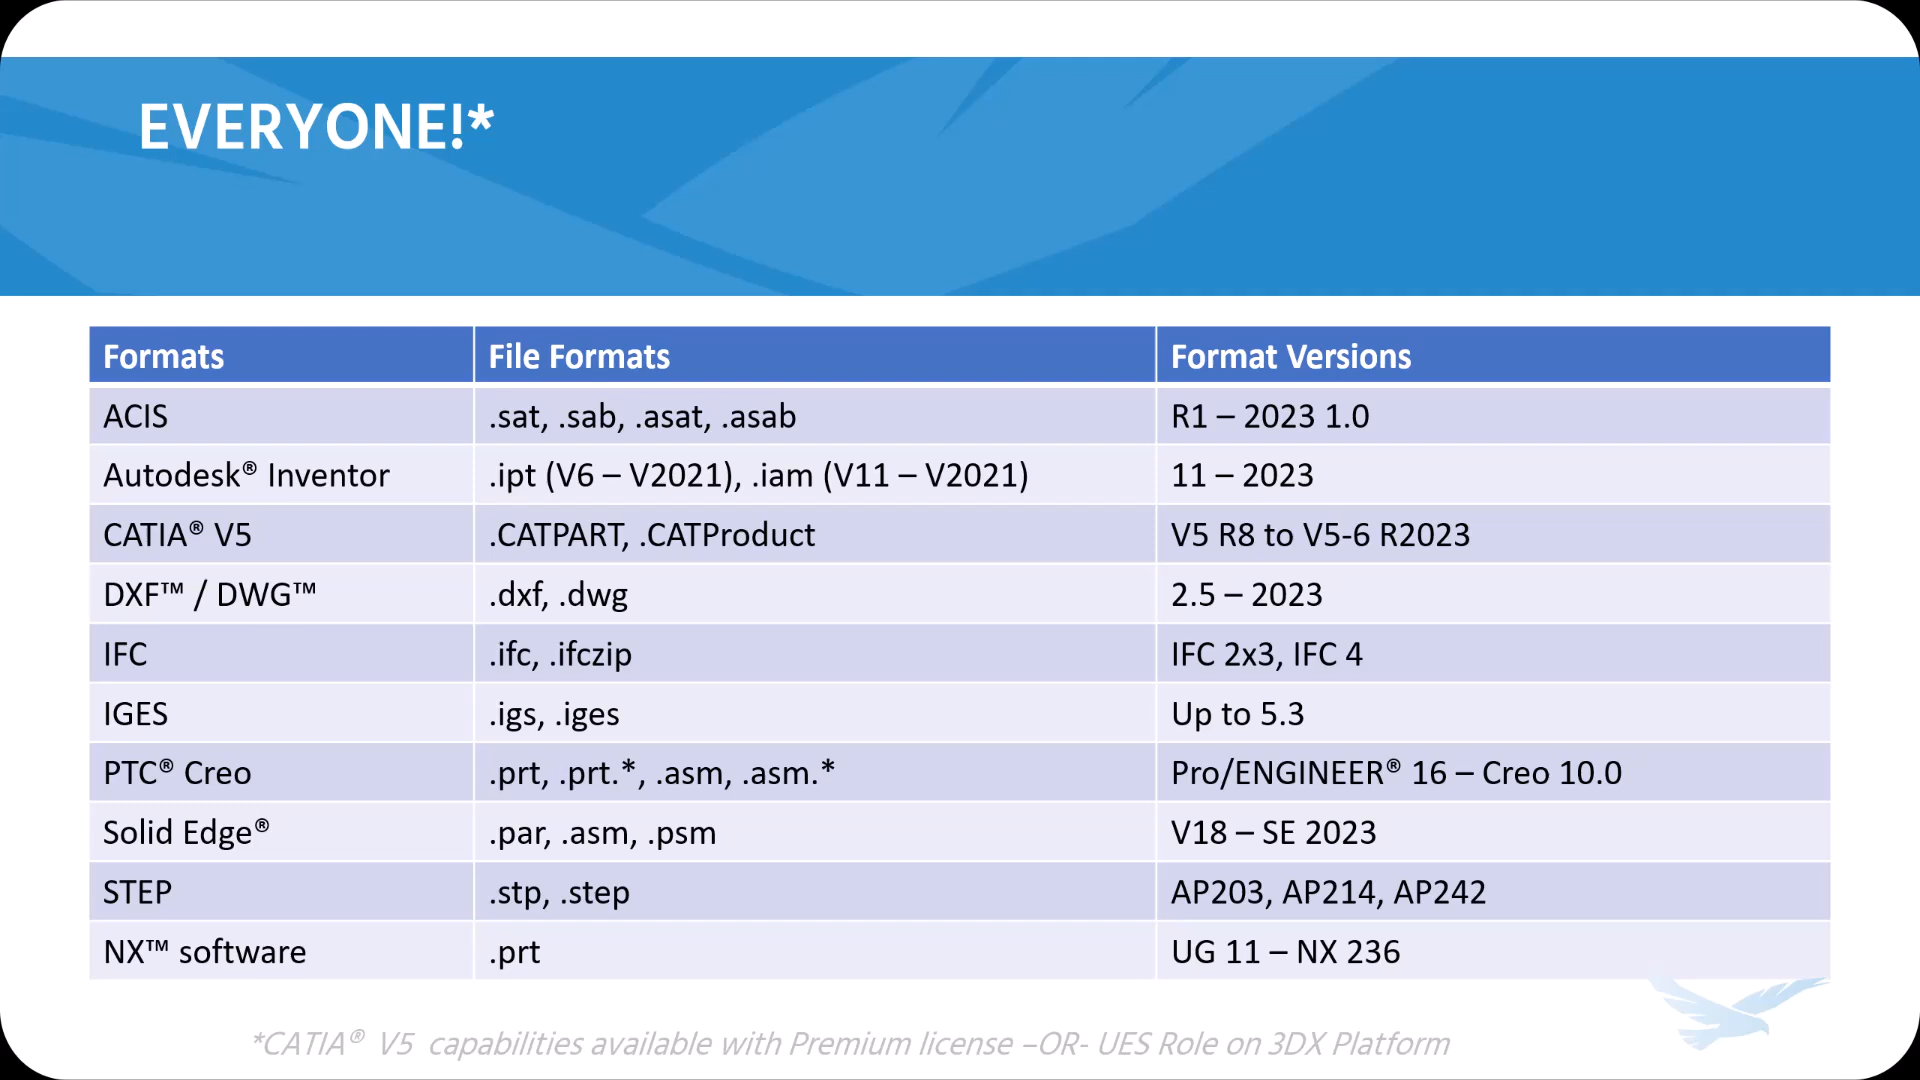 EVERYONE!*
Formats File Formats Format Versions
ACIS .sat, .sab, .asat, .asab R1 – 2023 1.0
Autodesk® Inventor .ipt (V6 – V2021), .iam (V11 – V2021) 11 – 2023
CATIA® V5 .CATPART, .CATProduct V5 R8 to V5-6 R2023
DXF™ / DWG™ .dxf, .dwg 2.5 – 2023
IFC .ifc, .ifczip IFC 2x3, IFC 4
IGES .igs, .iges Up to 5.3
PTC® Creo .prt, .prt.*, .asm, .asm.* Pro/ENGINEER® 16 – Creo 10.0
Solid Edge® .par, .asm, .psm V18 – SE 2023
STEP .stp, .step AP203, AP214, AP242
NX™ software .prt UG 11 – NX 236
*CATIA® V5 capabilities available with Premium license –OR- UES Role on 3DX Platform